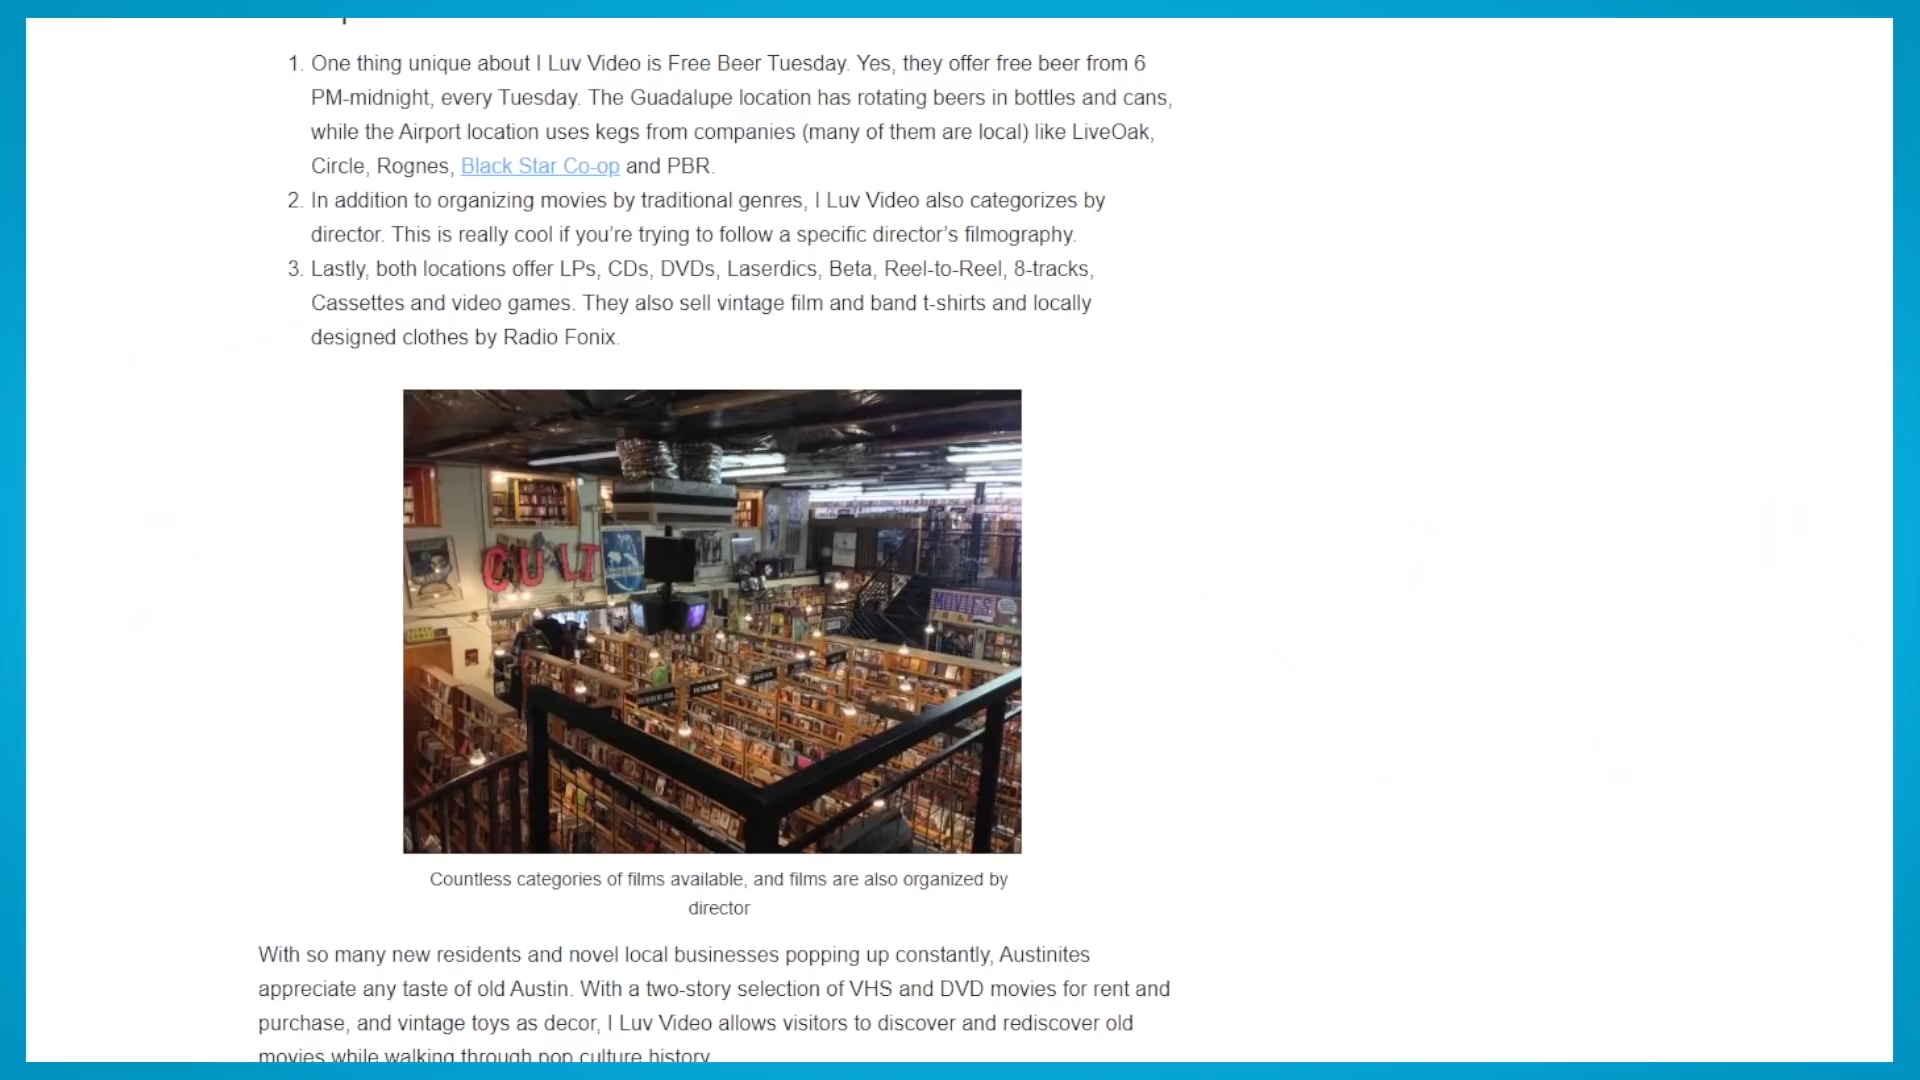 1. One thing unique about I Luv Video is Free Beer Tuesday. Yes, they offer free beer from 6
PM-midnight, every Tuesday. The Guadalupe location has rotating beers in bottles and cans,
while the Airport location uses kegs from companies (many of them are local) like LiveOak,
Circle, Rognes, Black Star Co-op and PBR.
2. In addition to organizing movies by traditional genres, I Luv Video also categorizes by
director. This is really cool if you’re trying to follow a specific director’s filmography.
3. Lastly, both locations offer LPs, CDs, DVDs, Laserdics, Beta, Reel-to-Reel, 8-tracks,
Cassettes and video games. They also sell vintage film and band t-shirts and locally
designed clothes by Radio Fonix.
CULT
MOVIES
HORROR
Countless categories of films available, and films are also organized by
director
With so many new residents and novel local businesses popping up constantly, Austinites
appreciate any taste of old Austin. With a two-story selection of VHS and DVD movies for rent and
purchase, and vintage toys as decor, I Luv Video allows visitors to discover and rediscover old
movies while walking through pop culture history